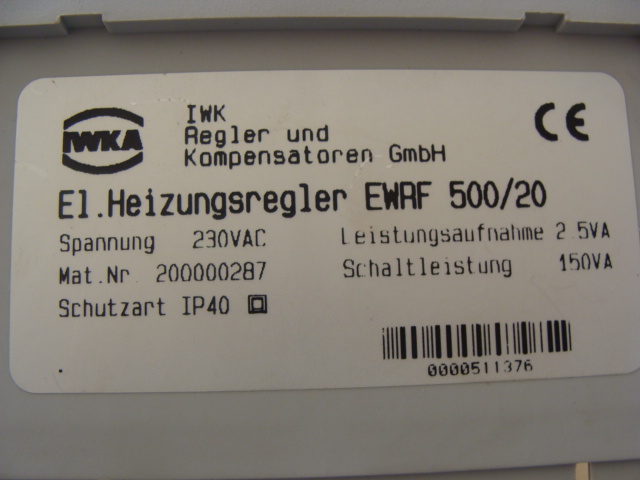 IWKA
IWK
Regler und
Kompensatoren GmbH
CE
El.Heizungsregler EWRF 500/20
Spannung 230VAC
Leistungsaufnahme 2.5VA
Mat.Nr 200000287
Schaltleistung 150VA
Schutzart IP40
0000511376